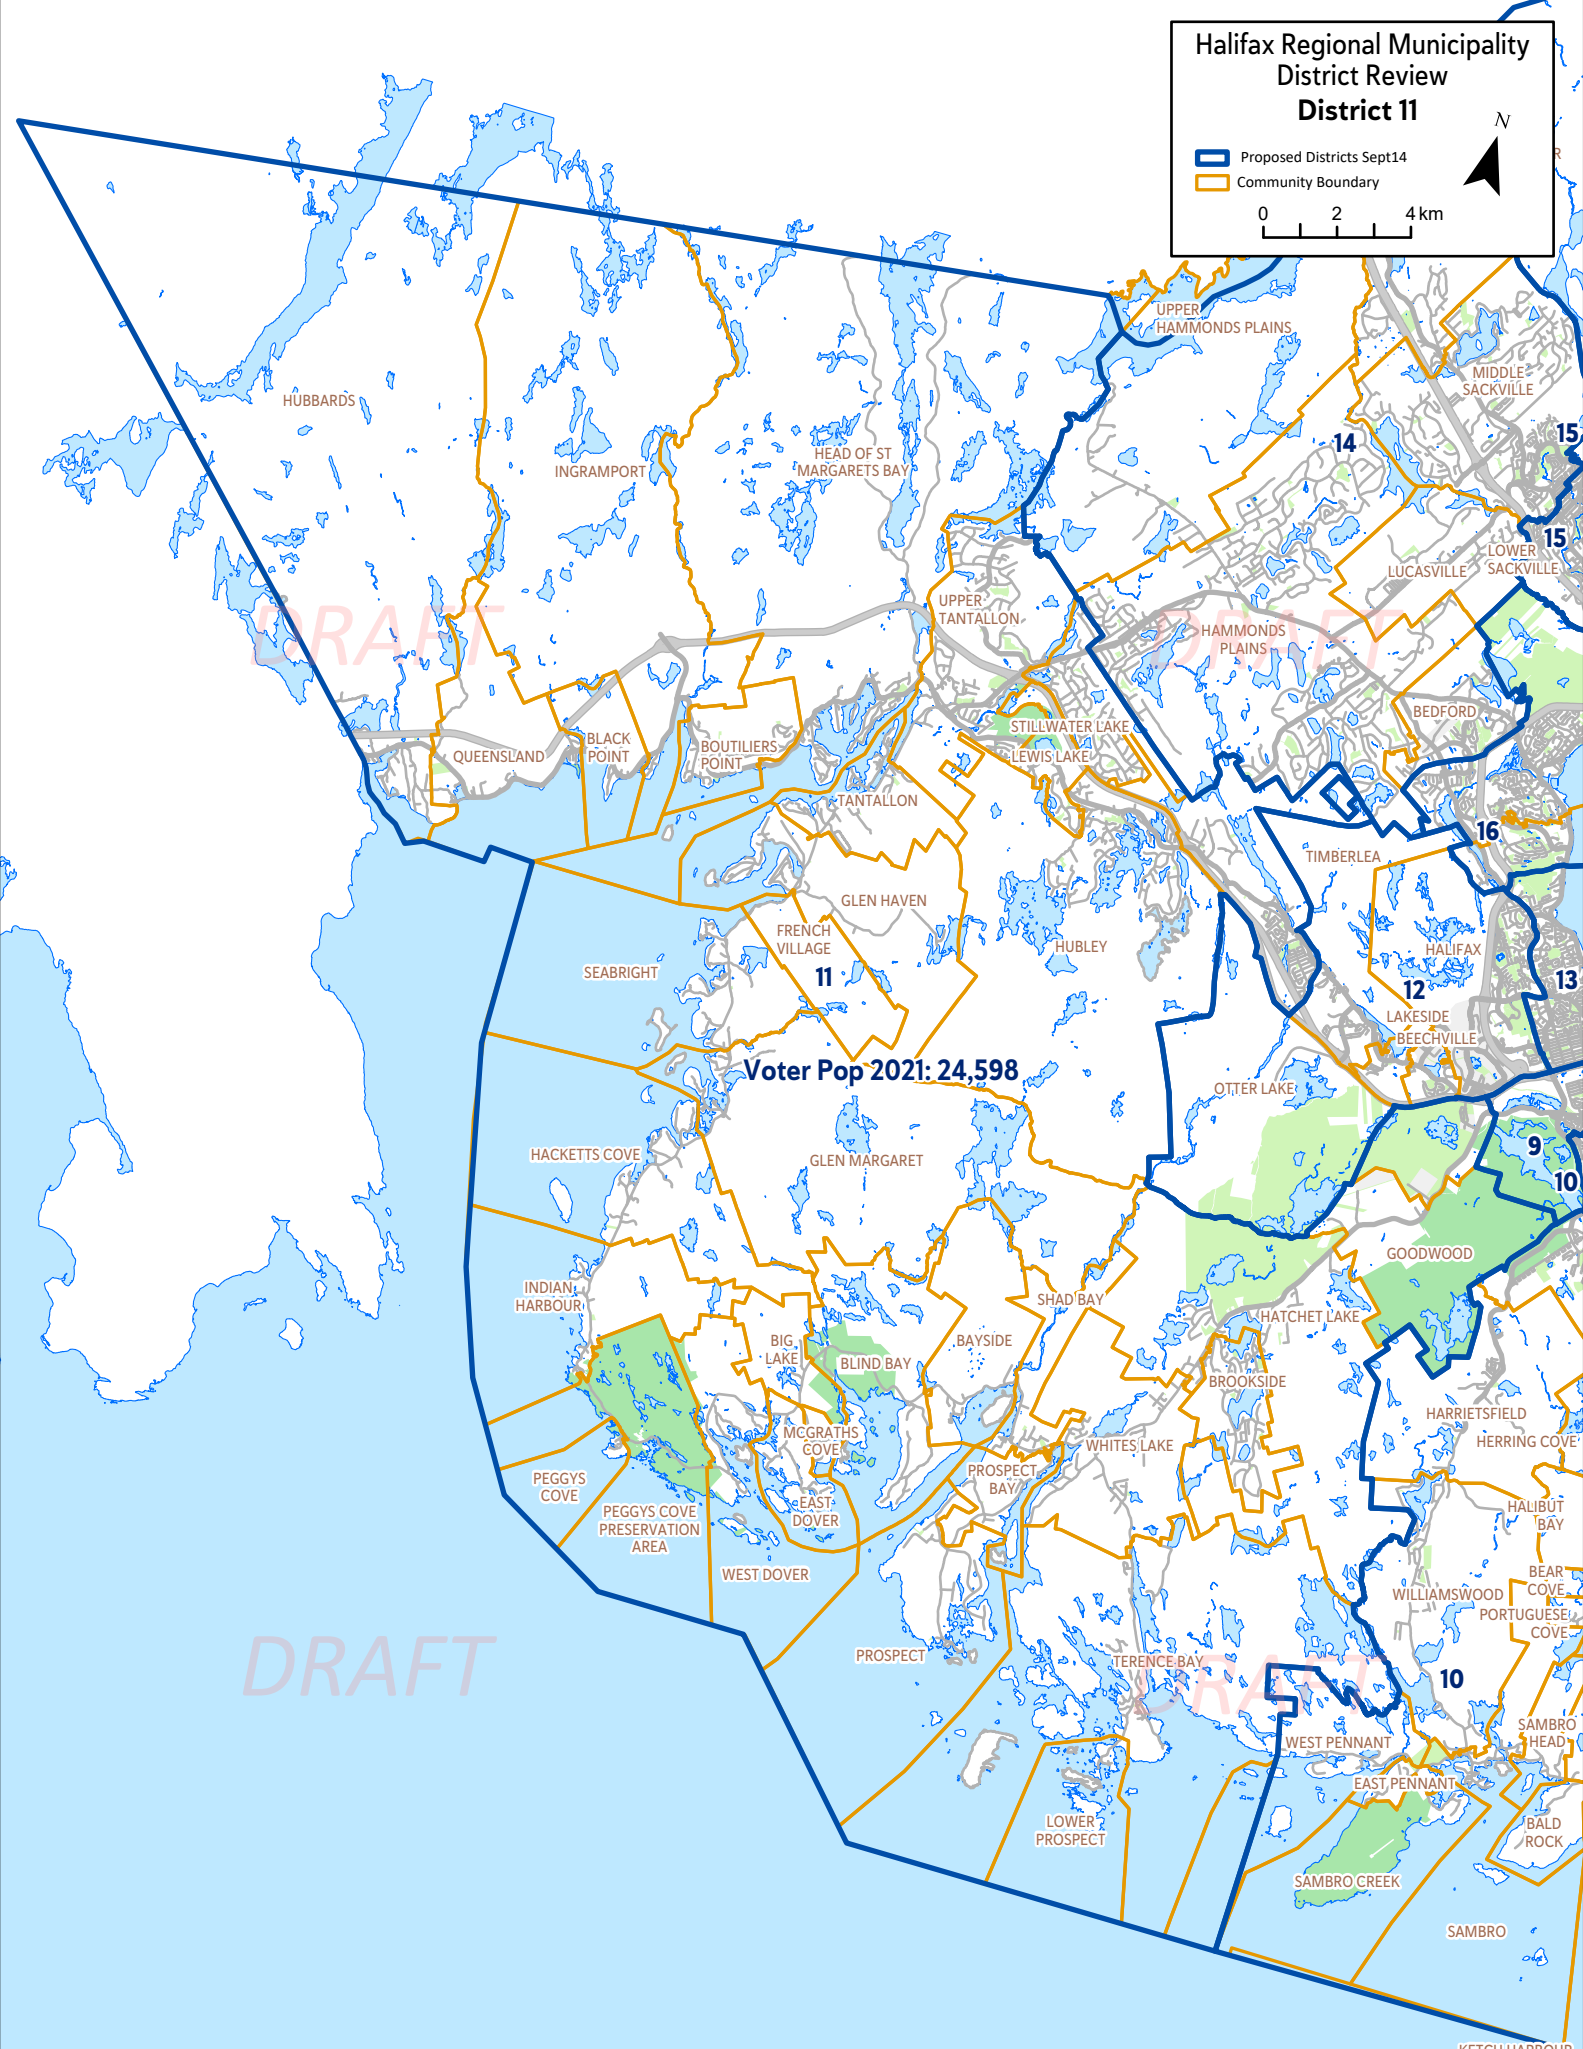 Halifax Regional Municipality
District Review
District 11
N
Proposed Districts Sept14
Community Boundary
0 2 4 km
R
UPPER
HAMMONDS PLAINS
MIDDLE
SACKVILLE
HUBBARDS
15
14
INGRAMPORT
HEAD OF ST
MARGARETS BAY
15
LOWER
SACKVILLE
LUCASVILLE
UPPER
TANTALLON
DRAFT
DRAFT
HAMMONDS
PLAINS
BEDFORD
STILLWATER LAKE
QUEENSLAND
BLACK
POINT
BOUTILIERS
POINT
LEWIS LAKE
TANTALLON
16
TIMBERLEA
GLEN HAVEN
FRENCH
VILLAGE
HUBLEY
HALIFAX
SEABRIGHT
11
12
13
LAKESIDE
BEECHVILLE
Voter Pop 2021: 24,598
OTTER LAKE
HACKETTS COVE
GLEN MARGARET
9
10
GOODWOOD
INDIAN
HARBOUR
SHAD BAY
HATCHET LAKE
BIG
LAKE
BAYSIDE
BLIND BAY
BROOKSIDE
HARRIETSFIELD
MCGRATHS
COVE
WHITES LAKE
HERRING COVE
PEGGYS
COVE
PROSPECT
BAY
EAST
DOVER
PEGGYS COVE
PRESERVATION
AREA
HALIBUT
BAY
WEST DOVER
BEAR
COVE
WILLIAMSWOOD
PORTUGUESE
COVE
DRAFT
PROSPECT
TERENCE BAY
DRAFT
10
WEST PENNANT
SAMBRO
HEAD
EAST PENNANT
LOWER
PROSPECT
BALD
ROCK
SAMBRO CREEK
SAMBRO
KETCH HARBOUR